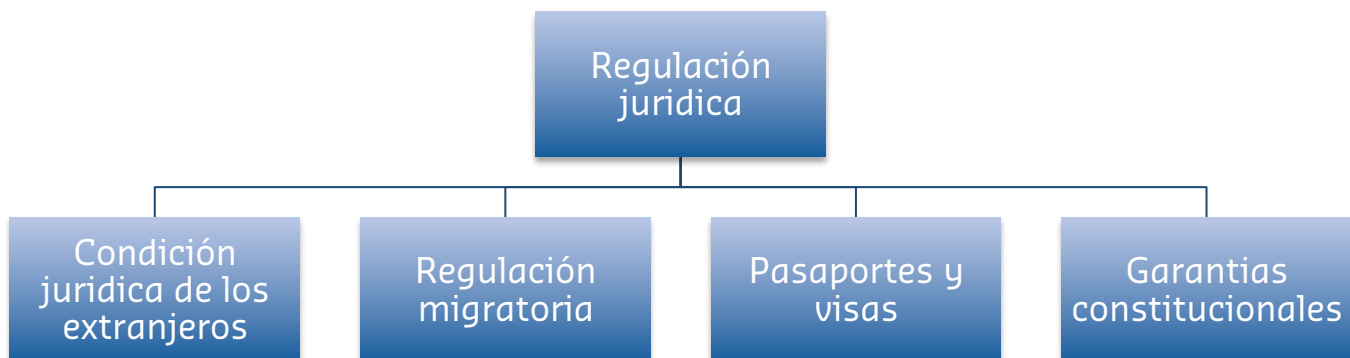 Regulación
juridica
Condición
juridica de los
extranjeros
Regulación
migratoria
Pasaportes y
visas
Garantias
constitucionales